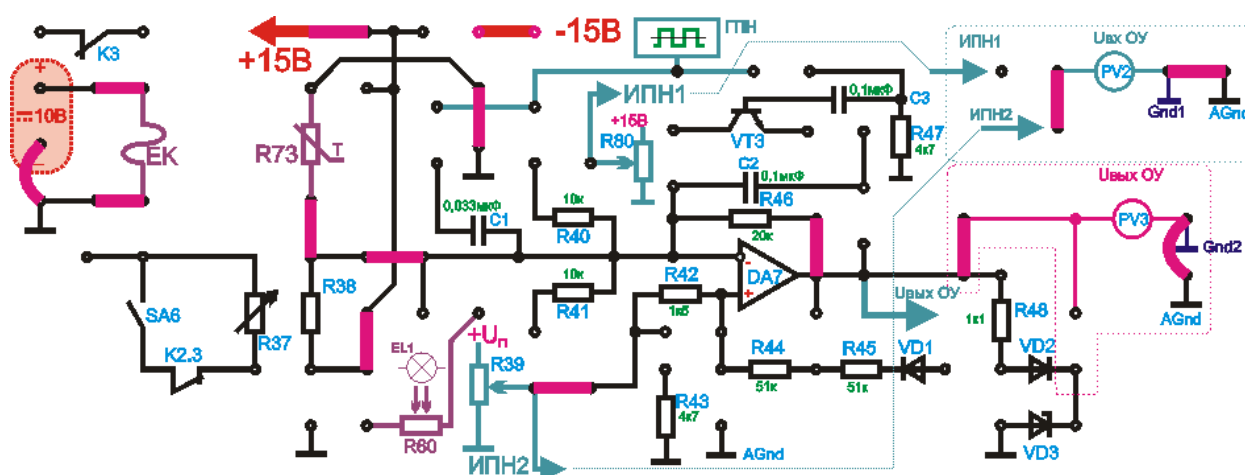 K3
+15В
-15В
ГПН
ИПН1
Uвх ОУ
PV2
+
=10В
ИПН1
0,1мкФ
C3
+15В
R80
VT3
R47
4к7
Gnd1
AGnd
ИПН2
EK
R73
T
C2
0,1мкФ
Uвых ОУ
0,033мкФ
C1
10к
R40
R46
20к
PV3
Gnd2
-
DA7
+
R38
10к
R41
R42
1к5
Uвых ОУ
AGnd
SA6
R37
K2.3
+Uп
EL1
R39
R48
1к1
R44
51к
R45
51к
VD1
VD2
R60
R43
4к7
AGnd
VD3
ИПН2